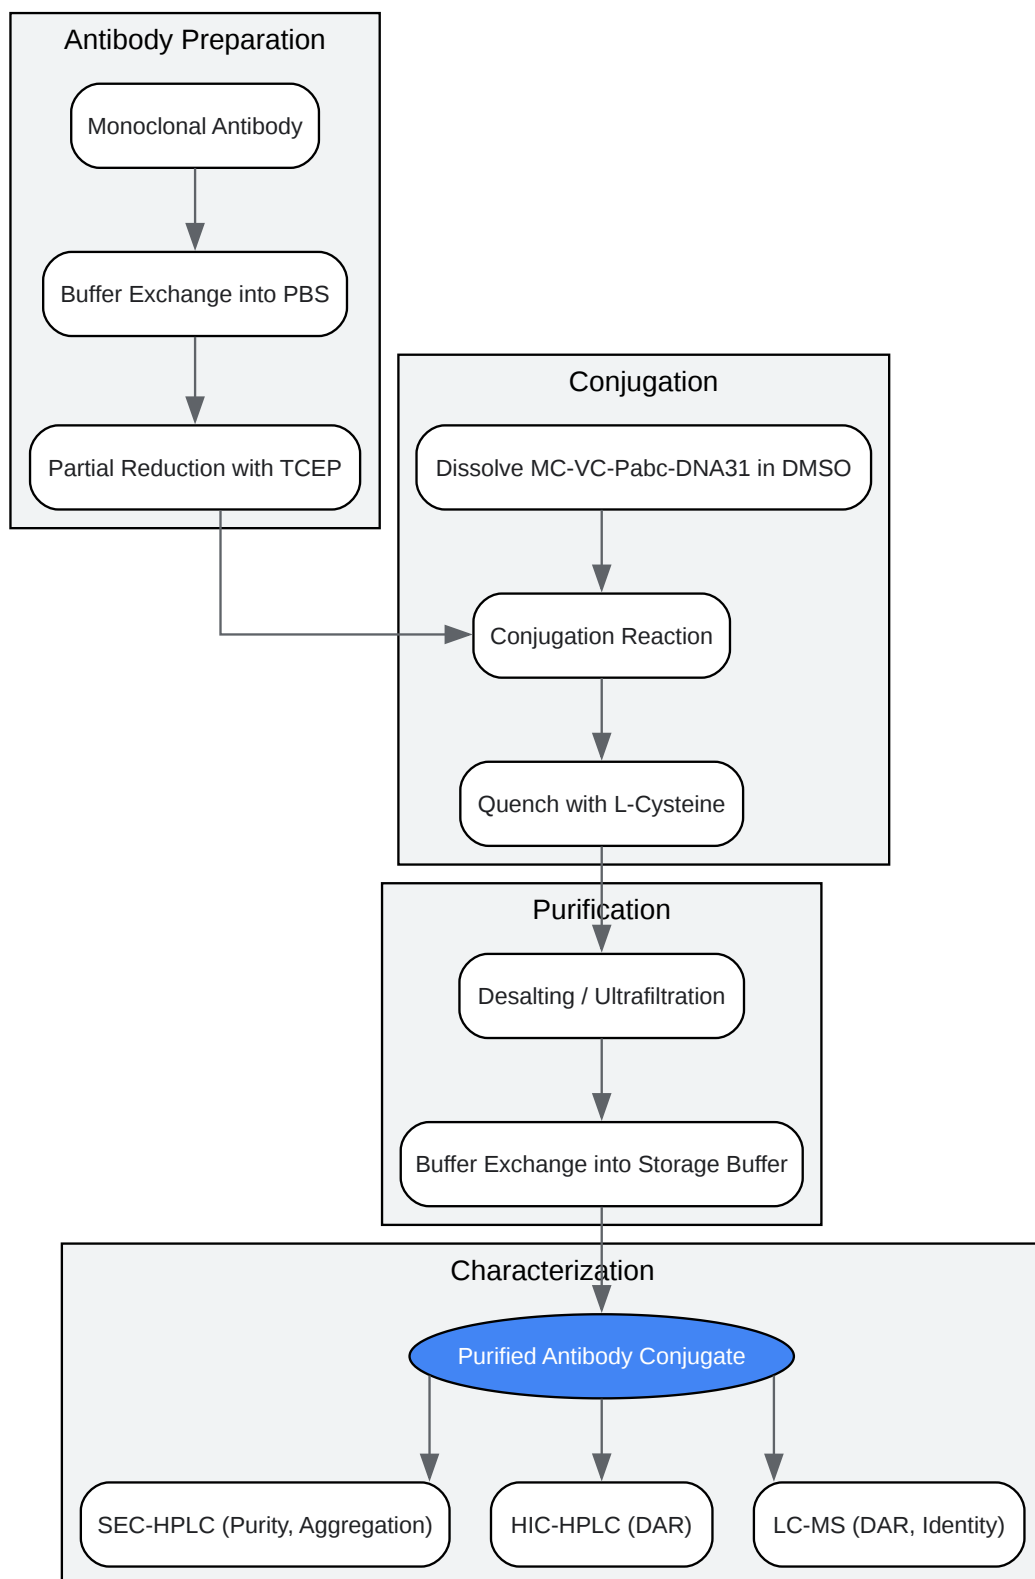 Antibody Preparation
Monoclonal Antibody
Buffer Exchange into PBS
Partial Reduction with TCEP
Conjugation
Dissolve MC-VC-Pabc-DNA31 in DMSO
Conjugation Reaction
Quench with L-Cysteine
Purification
Desalting / Ultrafiltration
Buffer Exchange into Storage Buffer
Characterization
Purified Antibody Conjugate
SEC-HPLC (Purity, Aggregation)
HIC-HPLC (DAR)
LC-MS (DAR, Identity)